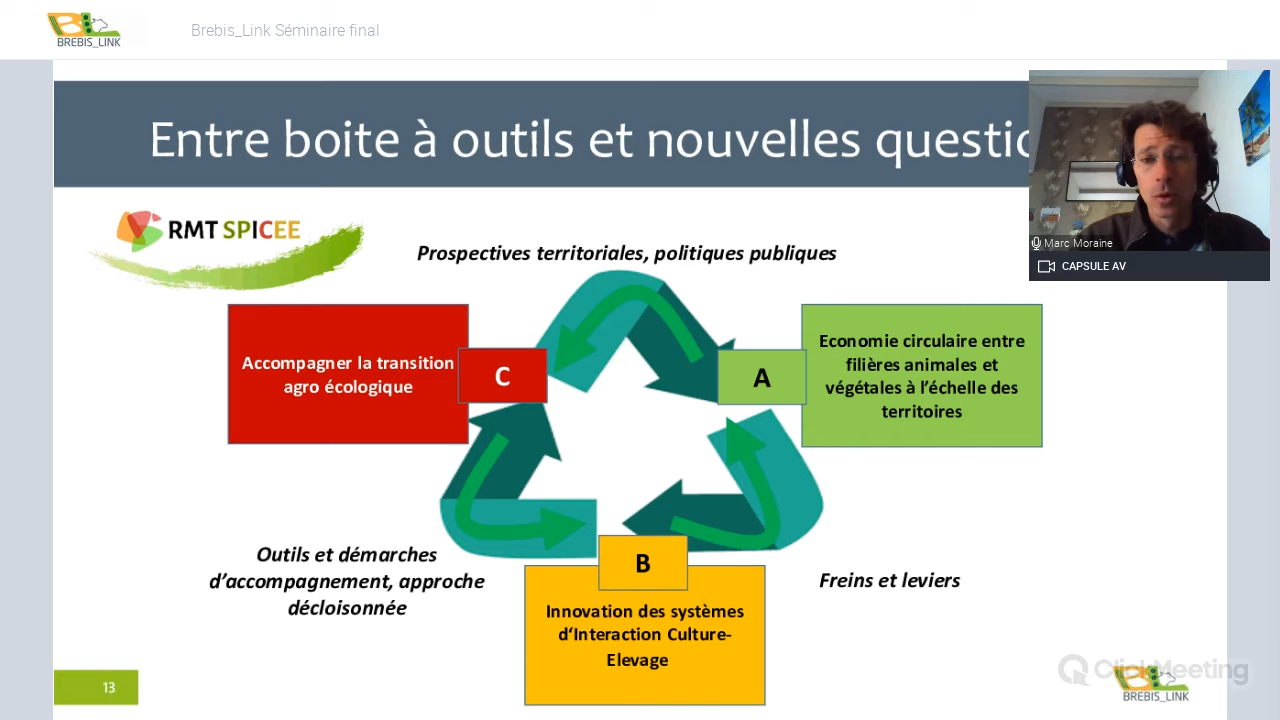 BREBIS_LINK
Brebis_Link Séminaire final
Entre boite à outils et nouvelles
RMT SPICEE
Prospectives territoriales, politiques publiques
Marc Moraine
CAPSULE AV
Accompagner la transition
agro écologique
C
A
Economie circulaire entre
filières animales et
végétales à l’échelle des
territoires
Outils et démarches
d’accompagnement, approche
décloisonnée
B
Innovation des systèmes
d‘Interaction Culture-
Elevage
Freins et leviers
13
ClickMeeting
BREBIS_LINK